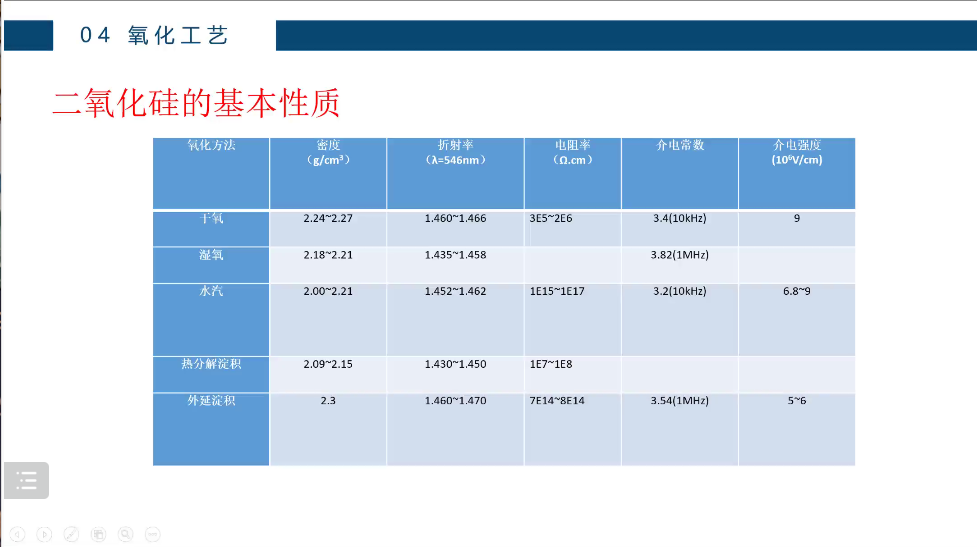 04 氧化工艺
二氧化硅的基本性质
氧化方法 密度 折射率 电阻率 介电常数 介电强度
（g/cm³） （λ=546nm） （Ω.cm） (10⁶V/cm)
干氧 2.24~2.27 1.460~1.466 3E5~2E6 3.4(10kHz) 9
湿氧 2.18~2.21 1.435~1.458 3.82(1MHz)
水汽 2.00~2.21 1.452~1.462 1E15~1E17 3.2(10kHz) 6.8~9
热分解淀积 2.09~2.15 1.430~1.450 1E7~1E8
外延淀积 2.3 1.460~1.470 7E14~8E14 3.54(1MHz) 5~6